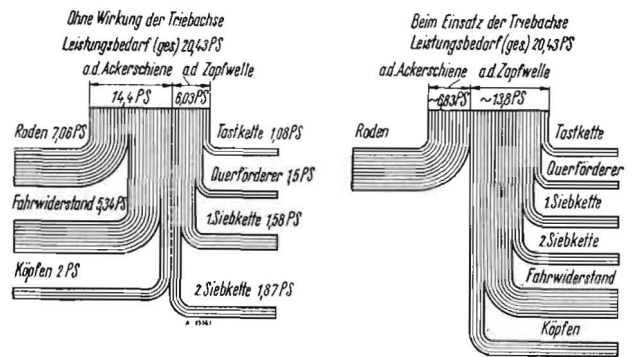 Ohne Wirkung der Triebachse
Leistungsbedarf (ges) 20,43 PS
a.d. Ackerschiene a.d. Zapfwelle
14,4 PS 6,03 PS
Roden 7,06 PS
Tastkette 1,08 PS
Querförderer 1,5 PS
Fahrwiderstand 5,34 PS
1. Siebkette 1,58 PS
Köpfen 2 PS
2. Siebkette 1,87 PS
Beim Einsatz der Triebachse
Leistungsbedarf (ges) 20,43 PS
a.d. Ackerschiene a.d. Zapfwelle
~6,83 PS ~13,8 PS
Roden
Tastkette
Querförderer
1. Siebkette
2. Siebkette
Fahrwiderstand
Köpfen